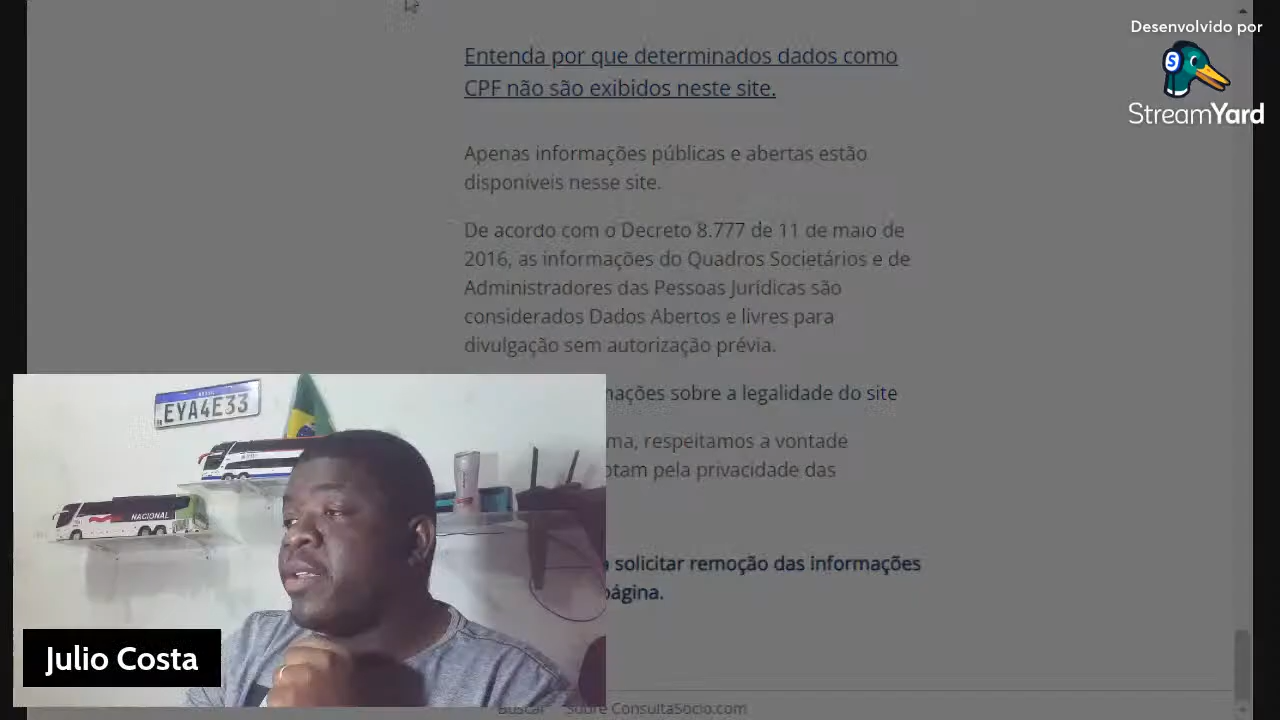 Desenvolvido por
StreamYard
Entenda por que determinados dados como
CPF não são exibidos neste site.
Apenas informações públicas e abertas estão
disponíveis nesse site.
De acordo com o Decreto 8.777 de 11 de maio de
2016, as informações do Quadros Societários e de
Administradores das Pessoas Jurídicas são
considerados Dados Abertos e livres para
divulgação sem autorização prévia.
mações sobre a legalidade do site
ma, respeitamos a vontade
otam pela privacidade das
a solicitar remoção das informações
página.
Buscar Sobre ConsultaSocio.com
BRASIL
EYA4E33
NACIONAL
Julio Costa